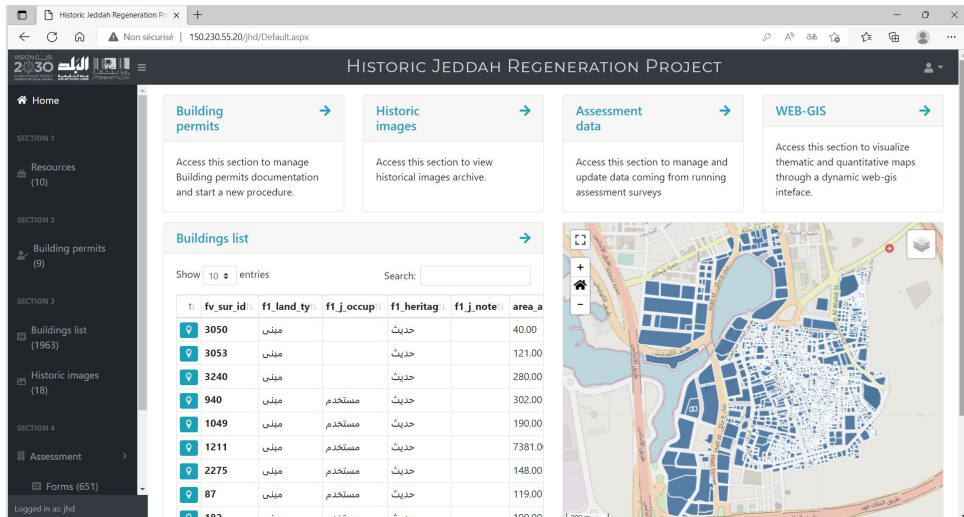 Historic Jeddah Regeneration Pr
Non sécurisé | 150.230.55.20/jhd/Default.aspx
VISION رؤية
2030
البلد
HISTORIC JEDDAH REGENERATION PROJECT
Home
SECTION 1
Resources
(10)
SECTION 2
Building permits
(9)
SECTION 3
Buildings list
(1963)
Historic images
(18)
SECTION 4
Assessment
Forms (651)
Logged in as: jhd
Building
permits
Access this section to manage
Building permits documentation
and start a new procedure.
Historic
images
Access this section to view
historical images archive.
Assessment
data
Access this section to manage and
update data coming from running
assessment surveys
WEB-GIS
Access this section to visualize
thematic and quantitative maps
through a dynamic web-gis
inteface.
Buildings list
Show 10 entries Search:
fv_sur_id f1_land_ty f1_j_occup f1_heritag f1_j_note area_a
3050 مبنى حديث 40.00
3053 مبنى حديث 121.00
3240 مبنى حديث 280.00
940 مبنى مستخدم حديث 302.00
1049 مبنى مستخدم حديث 190.00
1211 مبنى مستخدم حديث 7381.0
2275 مبنى مستخدم حديث 148.00
87 مبنى مستخدم حديث 119.00
+
−
Al Walid St